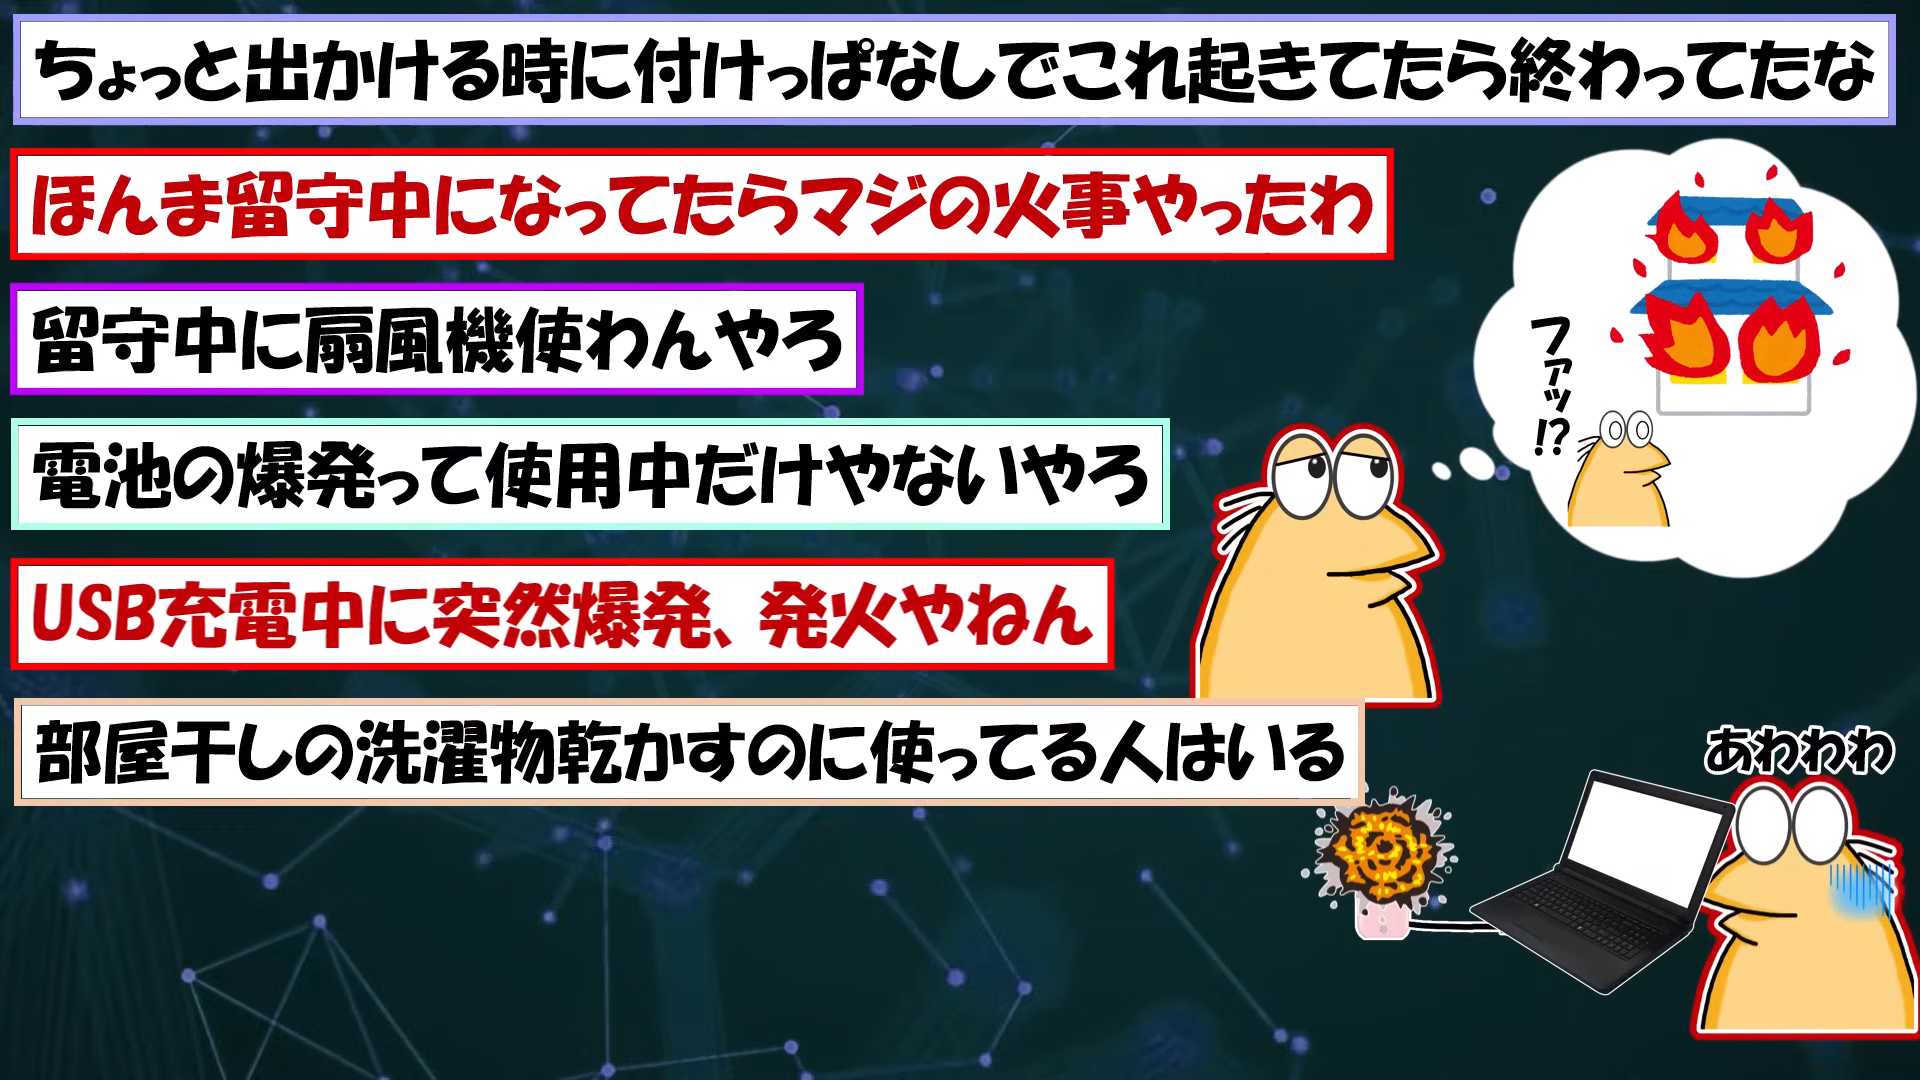 ちょっと出かける時に付けっぱなしでこれ起きてたら終わってたな
ほんま留守中になってたらマジの火事やったわ
留守中に扇風機使わんやろ
ファッ!?
電池の爆発って使用中だけやないやろ
USB充電中に突然爆発、発火やねん
部屋干しの洗濯物乾かすのに使ってる人はいる
あわわわ